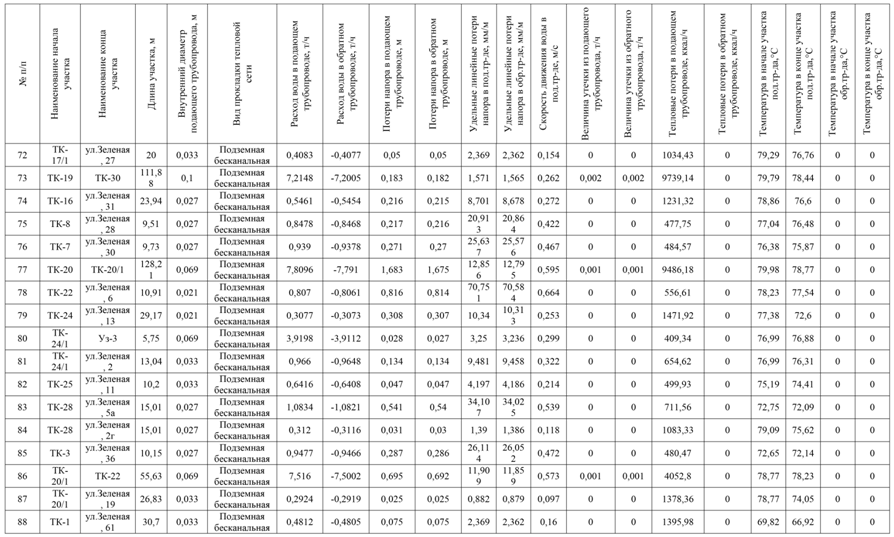 № п/п | Наименование начала участка | Наименование конца участка | Длина участка, м | Внутренний диаметр подающего трубопровода, м | Вид прокладки тепловой сети | Расход воды в подающем трубопроводе, т/ч | Расход воды в обратном трубопроводе, т/ч | Потери напора в подающем трубопроводе, м | Потери напора в обратном трубопроводе, м | Удельные линейные потери напора в под.тр-де, мм/м | Удельные линейные потери напора в обр.тр-де, мм/м | Скорость движения воды в под.тр-де, м/с | Величина утечки из подающего трубопровода, т/ч | Величина утечки из обратного трубопровода, т/ч | Тепловые потери в подающем трубопроводе, ккал/ч | Тепловые потери в обратном трубопроводе, ккал/ч | Температура в начале участка под.тр-да,°С | Температура в конце участка под.тр-да,°С | Температура в начале участка обр.тр-да,°С | Температура в конце участка обр.тр-да,°С
72 | ТК-17/1 | ул.Зеленая, 27 | 20 | 0,033 | Подземная бесканальная | 0,4083 | -0,4077 | 0,05 | 0,05 | 2,369 | 2,362 | 0,154 | 0 | 0 | 1034,43 | 0 | 79,29 | 76,76 | 0 | 0
73 | ТК-19 | ТК-30 | 111,88 | 0,1 | Подземная бесканальная | 7,2148 | -7,2005 | 0,183 | 0,182 | 1,571 | 1,565 | 0,262 | 0,002 | 0,002 | 9739,14 | 0 | 79,79 | 78,44 | 0 | 0
74 | ТК-16 | ул.Зеленая, 31 | 23,94 | 0,027 | Подземная бесканальная | 0,5461 | -0,5454 | 0,216 | 0,215 | 8,701 | 8,678 | 0,272 | 0 | 0 | 1231,32 | 0 | 78,86 | 76,6 | 0 | 0
75 | ТК-8 | ул.Зеленая, 28 | 9,51 | 0,027 | Подземная бесканальная | 0,8478 | -0,8468 | 0,217 | 0,216 | 20,913 | 20,864 | 0,422 | 0 | 0 | 477,75 | 0 | 77,04 | 76,48 | 0 | 0
76 | ТК-7 | ул.Зеленая, 30 | 9,73 | 0,027 | Подземная бесканальная | 0,939 | -0,9378 | 0,271 | 0,27 | 25,637 | 25,576 | 0,467 | 0 | 0 | 484,57 | 0 | 76,38 | 75,87 | 0 | 0
77 | ТК-20 | ТК-20/1 | 128,21 | 0,069 | Подземная бесканальная | 7,8096 | -7,791 | 1,683 | 1,675 | 12,856 | 12,795 | 0,595 | 0,001 | 0,001 | 9486,18 | 0 | 79,98 | 78,77 | 0 | 0
78 | ТК-22 | ул.Зеленая, 6 | 10,91 | 0,021 | Подземная бесканальная | 0,807 | -0,8061 | 0,816 | 0,814 | 70,751 | 70,584 | 0,664 | 0 | 0 | 556,61 | 0 | 78,23 | 77,54 | 0 | 0
79 | ТК-24 | ул.Зеленая, 13 | 29,17 | 0,021 | Подземная бесканальная | 0,3077 | -0,3073 | 0,308 | 0,307 | 10,34 | 10,313 | 0,253 | 0 | 0 | 1471,92 | 0 | 77,38 | 72,6 | 0 | 0
80 | ТК-24/1 | Уз-3 | 5,75 | 0,069 | Подземная бесканальная | 3,9198 | -3,9112 | 0,028 | 0,027 | 3,25 | 3,236 | 0,299 | 0 | 0 | 409,34 | 0 | 76,99 | 76,88 | 0 | 0
81 | ТК-24/1 | ул.Зеленая, 2 | 13,04 | 0,033 | Подземная бесканальная | 0,966 | -0,9648 | 0,134 | 0,134 | 9,481 | 9,458 | 0,322 | 0 | 0 | 654,62 | 0 | 76,99 | 76,31 | 0 | 0
82 | ТК-25 | ул.Зеленая, 11 | 10,2 | 0,033 | Подземная бесканальная | 0,6416 | -0,6408 | 0,047 | 0,047 | 4,197 | 4,186 | 0,214 | 0 | 0 | 499,93 | 0 | 75,19 | 74,41 | 0 | 0
83 | ТК-28 | ул.Зеленая, 5а | 15,01 | 0,027 | Подземная бесканальная | 1,0834 | -1,0821 | 0,541 | 0,54 | 34,107 | 34,025 | 0,539 | 0 | 0 | 711,56 | 0 | 72,75 | 72,09 | 0 | 0
84 | ТК-28 | ул.Зеленая, 2г | 15,01 | 0,027 | Подземная бесканальная | 0,312 | -0,3116 | 0,031 | 0,03 | 1,39 | 1,386 | 0,118 | 0 | 0 | 1083,33 | 0 | 79,09 | 75,62 | 0 | 0
85 | ТК-3 | ул.Зеленая, 36 | 10,15 | 0,027 | Подземная бесканальная | 0,9477 | -0,9466 | 0,287 | 0,286 | 26,114 | 26,052 | 0,472 | 0 | 0 | 480,47 | 0 | 72,65 | 72,14 | 0 | 0
86 | ТК-20/1 | ТК-22 | 55,63 | 0,069 | Подземная бесканальная | 7,516 | -7,5002 | 0,695 | 0,692 | 11,909 | 11,859 | 0,573 | 0,001 | 0,001 | 4052,8 | 0 | 78,77 | 78,23 | 0 | 0
87 | ТК-20/1 | ул.Зеленая, 19 | 26,83 | 0,033 | Подземная бесканальная | 0,2924 | -0,2919 | 0,025 | 0,025 | 0,882 | 0,879 | 0,097 | 0 | 0 | 1378,36 | 0 | 78,77 | 74,05 | 0 | 0
88 | ТК-1 | ул.Зеленая, 61 | 30,7 | 0,033 | Подземная бесканальная | 0,4812 | -0,4805 | 0,075 | 0,075 | 2,369 | 2,362 | 0,16 | 0 | 0 | 1395,98 | 0 | 69,82 | 66,92 | 0 | 0